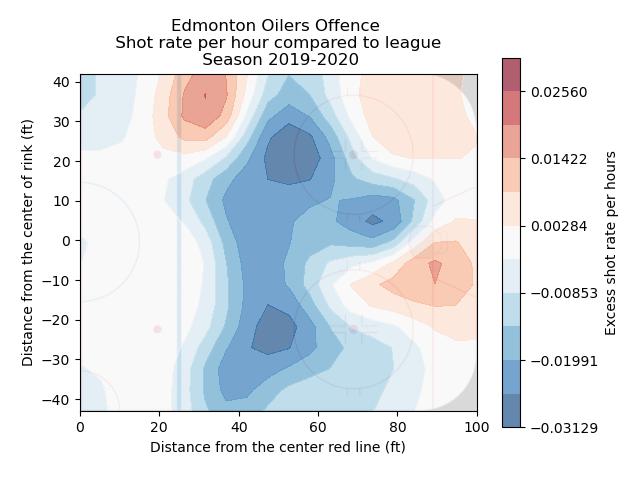 Edmonton Oilers Offence
Shot rate per hour compared to league
Season 2019-2020
40
30
20
10
0
−10
−20
−30
−40
Distance from the center of rink (ft)
0 20 40 60 80 100
Distance from the center red line (ft)
0.02560
0.01422
0.00284
−0.00853
−0.01991
−0.03129
Excess shot rate per hours